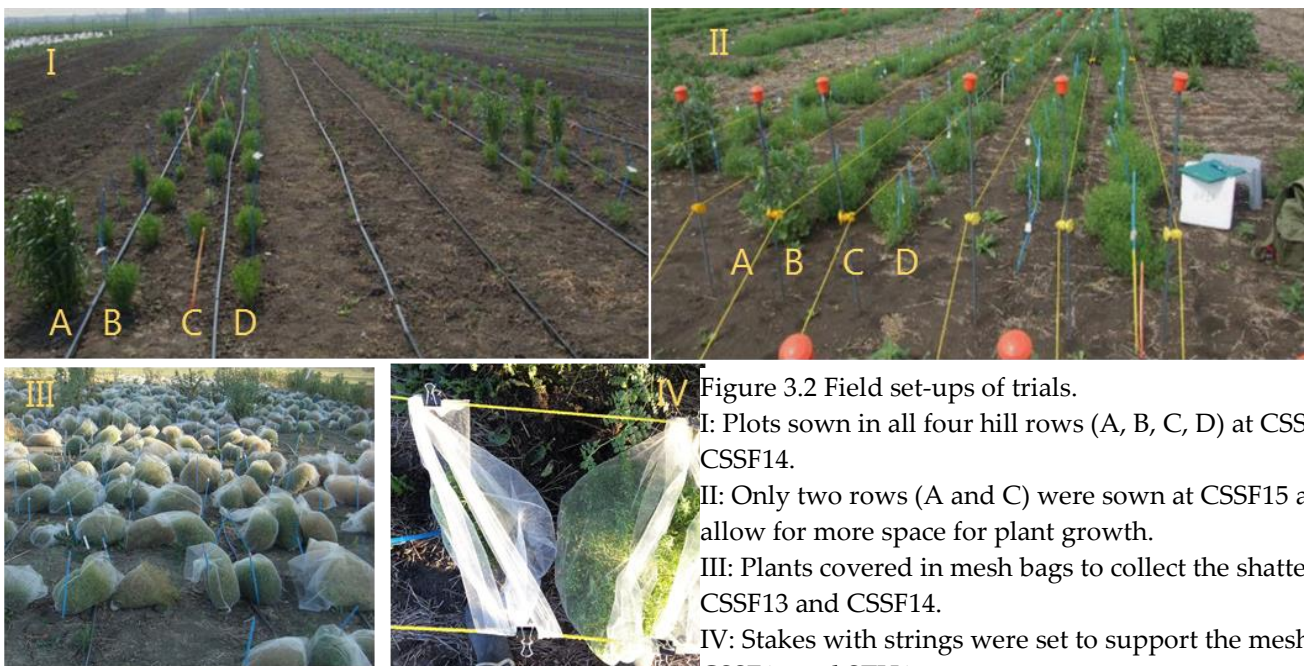 I
A
B
C
D
II
A
B
C
D
III
IV
Figure 3.2 Field set-ups of trials.
I: Plots sown in all four hill rows (A, B, C, D) at
CSSF14.
II: Only two rows (A and C) were sown at CSSF15
allow for more space for plant growth.
III: Plants covered in mesh bags to collect the
CSSF13 and CSSF14.
IV: Stakes with strings were set to support the mesh